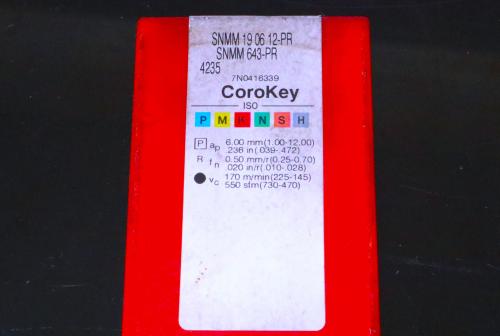 SNMM 19 06 12-PR
SNMM 643-PR
4235
7N0416339
CoroKey
ISO
P M K N S H
P ap 6.00 mm(1.00-12.00)
.236 in(.039-.472)
R fn 0.50 mm/r(0.25-0.70)
.020 in/r(.010-.028)
vc 170 m/min(225-145)
550 sfm(730-470)